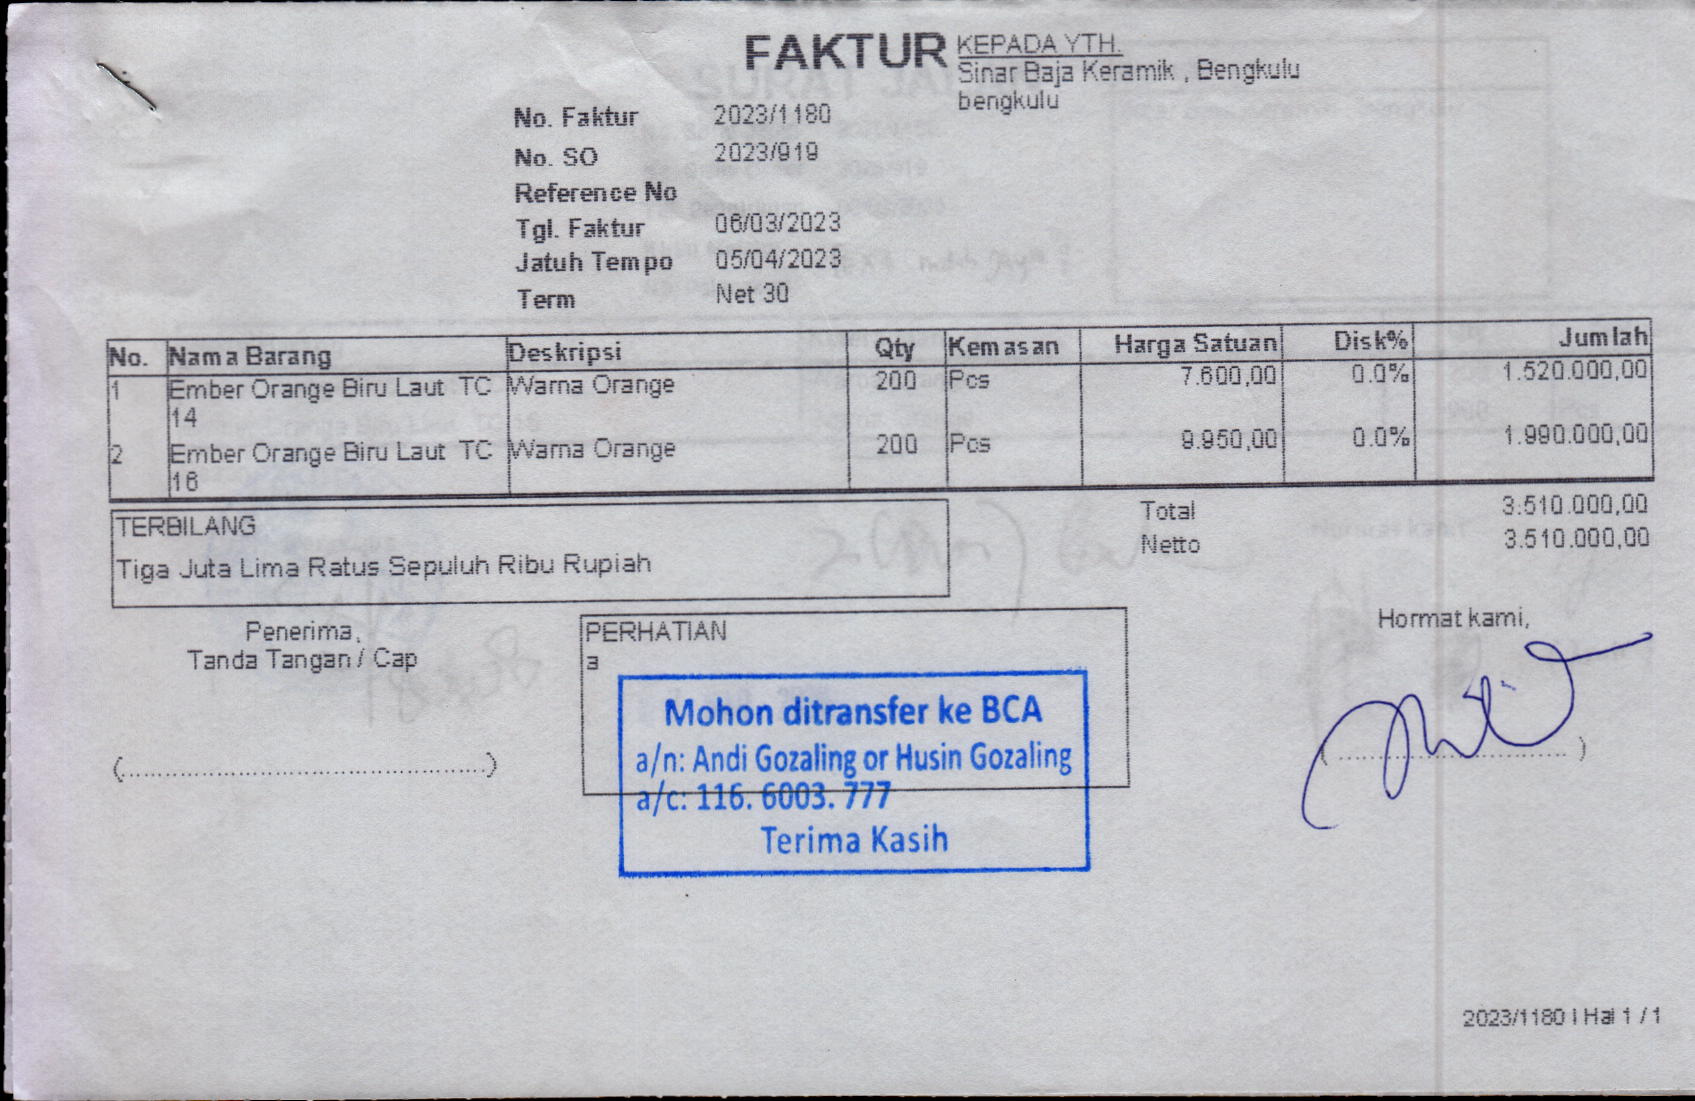 FAKTUR
KEPADA YTH.
Sinar Baja Keramik , Bengkulu
bengkulu
No. Faktur 2023/1180
No. SO 2023/919
Reference No
Tgl. Faktur 06/03/2023
Jatuh Tempo 05/04/2023
Term Net 30
No. Nama Barang Deskripsi Qty Kemasan Harga Satuan Disk% Jumlah
1 Ember Orange Biru Laut TC Warna Orange 200 Pcs 7.600,00 0.0% 1.520.000,00
14
2 Ember Orange Biru Laut TC Warna Orange 200 Pcs 9.950,00 0.0% 1.990.000,00
16
Total 3.510.000,00
Netto 3.510.000,00
TERBILANG
Tiga Juta Lima Ratus Sepuluh Ribu Rupiah
Penerima,
Tanda Tangan / Cap
(..............................................)
PERHATIAN
a
Mohon ditransfer ke BCA
a/n: Andi Gozaling or Husin Gozaling
a/c: 116. 6003. 777
Terima Kasih
Hormat kami,
(..............................)
2023/1180 | Hal 1 / 1